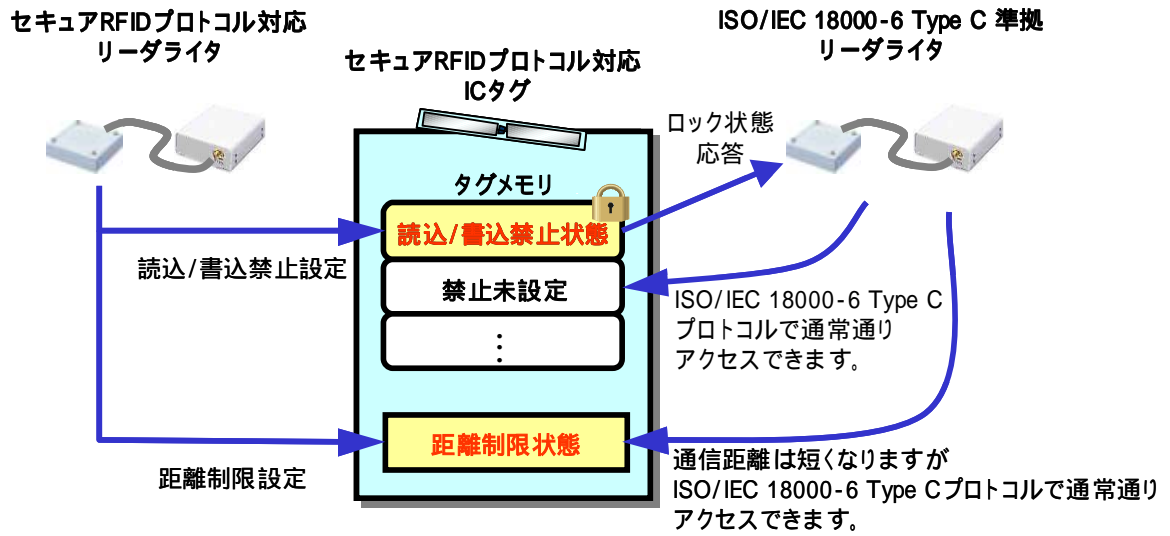 セキュアRFIDプロトコル対応
リーダライタ
セキュアRFIDプロトコル対応
ICタグ
ISO/IEC 18000-6 Type C 準拠
リーダライタ
ロック状態
応答
タグメモリ
読込/書込禁止状態
読込/書込禁止設定
禁止未設定
⋮
ISO/IEC 18000-6 Type C
プロトコルで通常通り
アクセスできます。
距離制限状態
距離制限設定
通信距離は短くなりますが
ISO/IEC 18000-6 Type Cプロトコルで通常通り
アクセスできます。